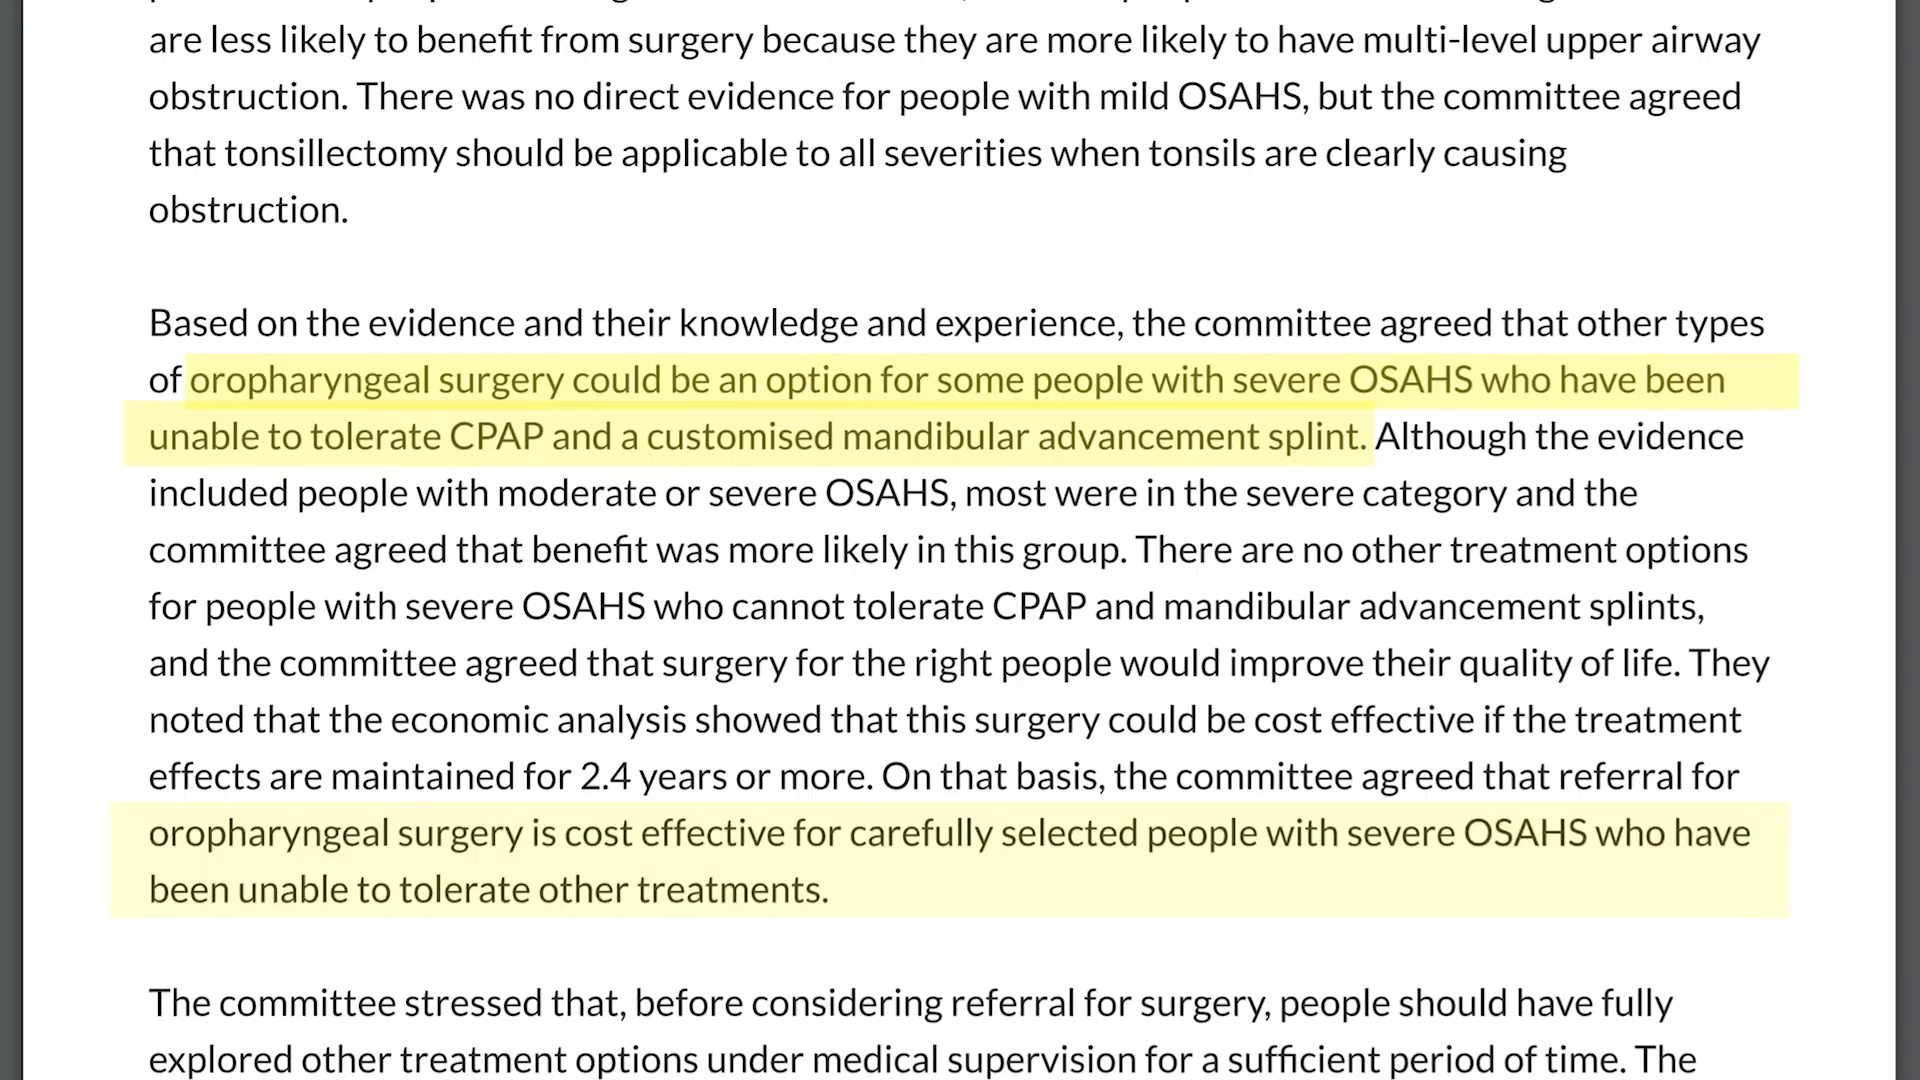 are less likely to benefit from surgery because they are more likely to have multi-level upper airway
obstruction. There was no direct evidence for people with mild OSAHS, but the committee agreed
that tonsillectomy should be applicable to all severities when tonsils are clearly causing
obstruction.
Based on the evidence and their knowledge and experience, the committee agreed that other types
of oropharyngeal surgery could be an option for some people with severe OSAHS who have been
unable to tolerate CPAP and a customised mandibular advancement splint. Although the evidence
included people with moderate or severe OSAHS, most were in the severe category and the
committee agreed that benefit was more likely in this group. There are no other treatment options
for people with severe OSAHS who cannot tolerate CPAP and mandibular advancement splints,
and the committee agreed that surgery for the right people would improve their quality of life. They
noted that the economic analysis showed that this surgery could be cost effective if the treatment
effects are maintained for 2.4 years or more. On that basis, the committee agreed that referral for
oropharyngeal surgery is cost effective for carefully selected people with severe OSAHS who have
been unable to tolerate other treatments.
The committee stressed that, before considering referral for surgery, people should have fully
explored other treatment options under medical supervision for a sufficient period of time. The